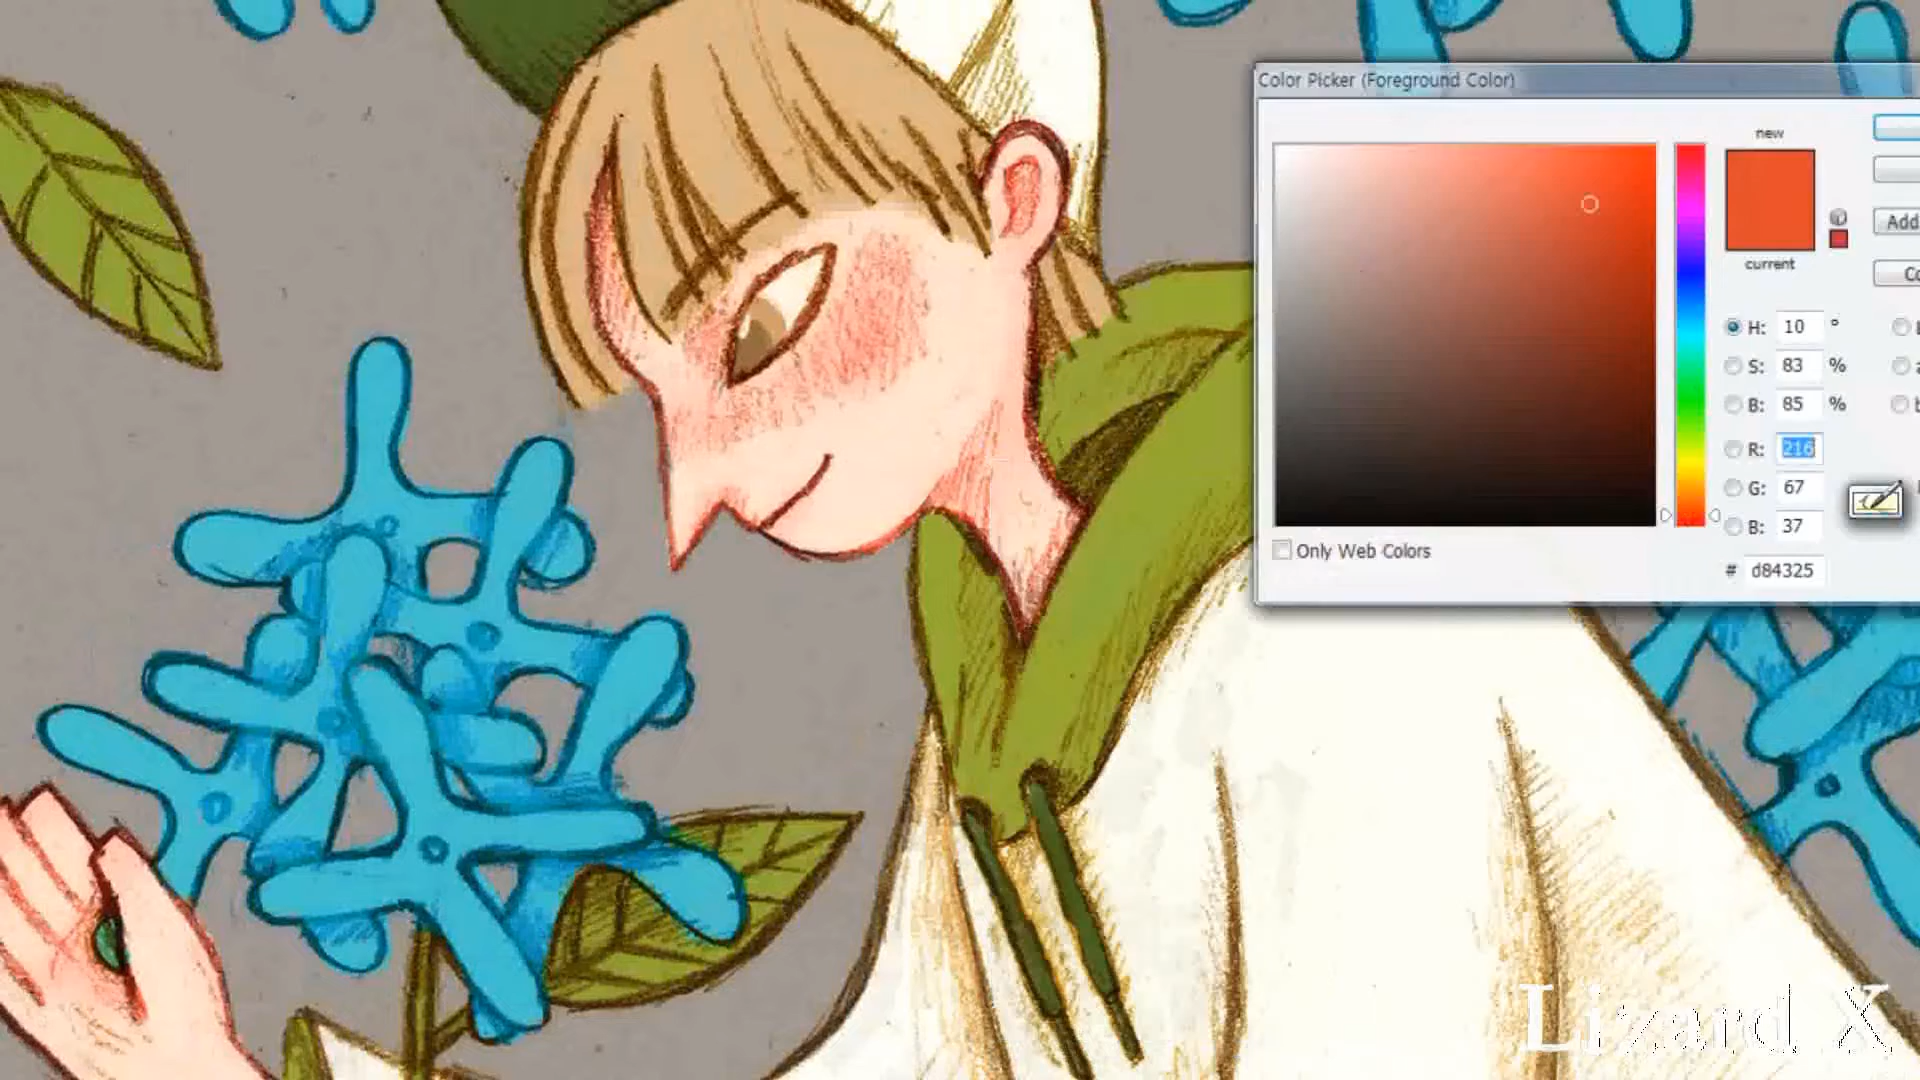 Color Picker (Foreground Color)
new
current
Add
H: 10 °
S: 83 %
B: 85 %
R: 216
G: 67
B: 37
# d84325
Only Web Colors
Lizard X